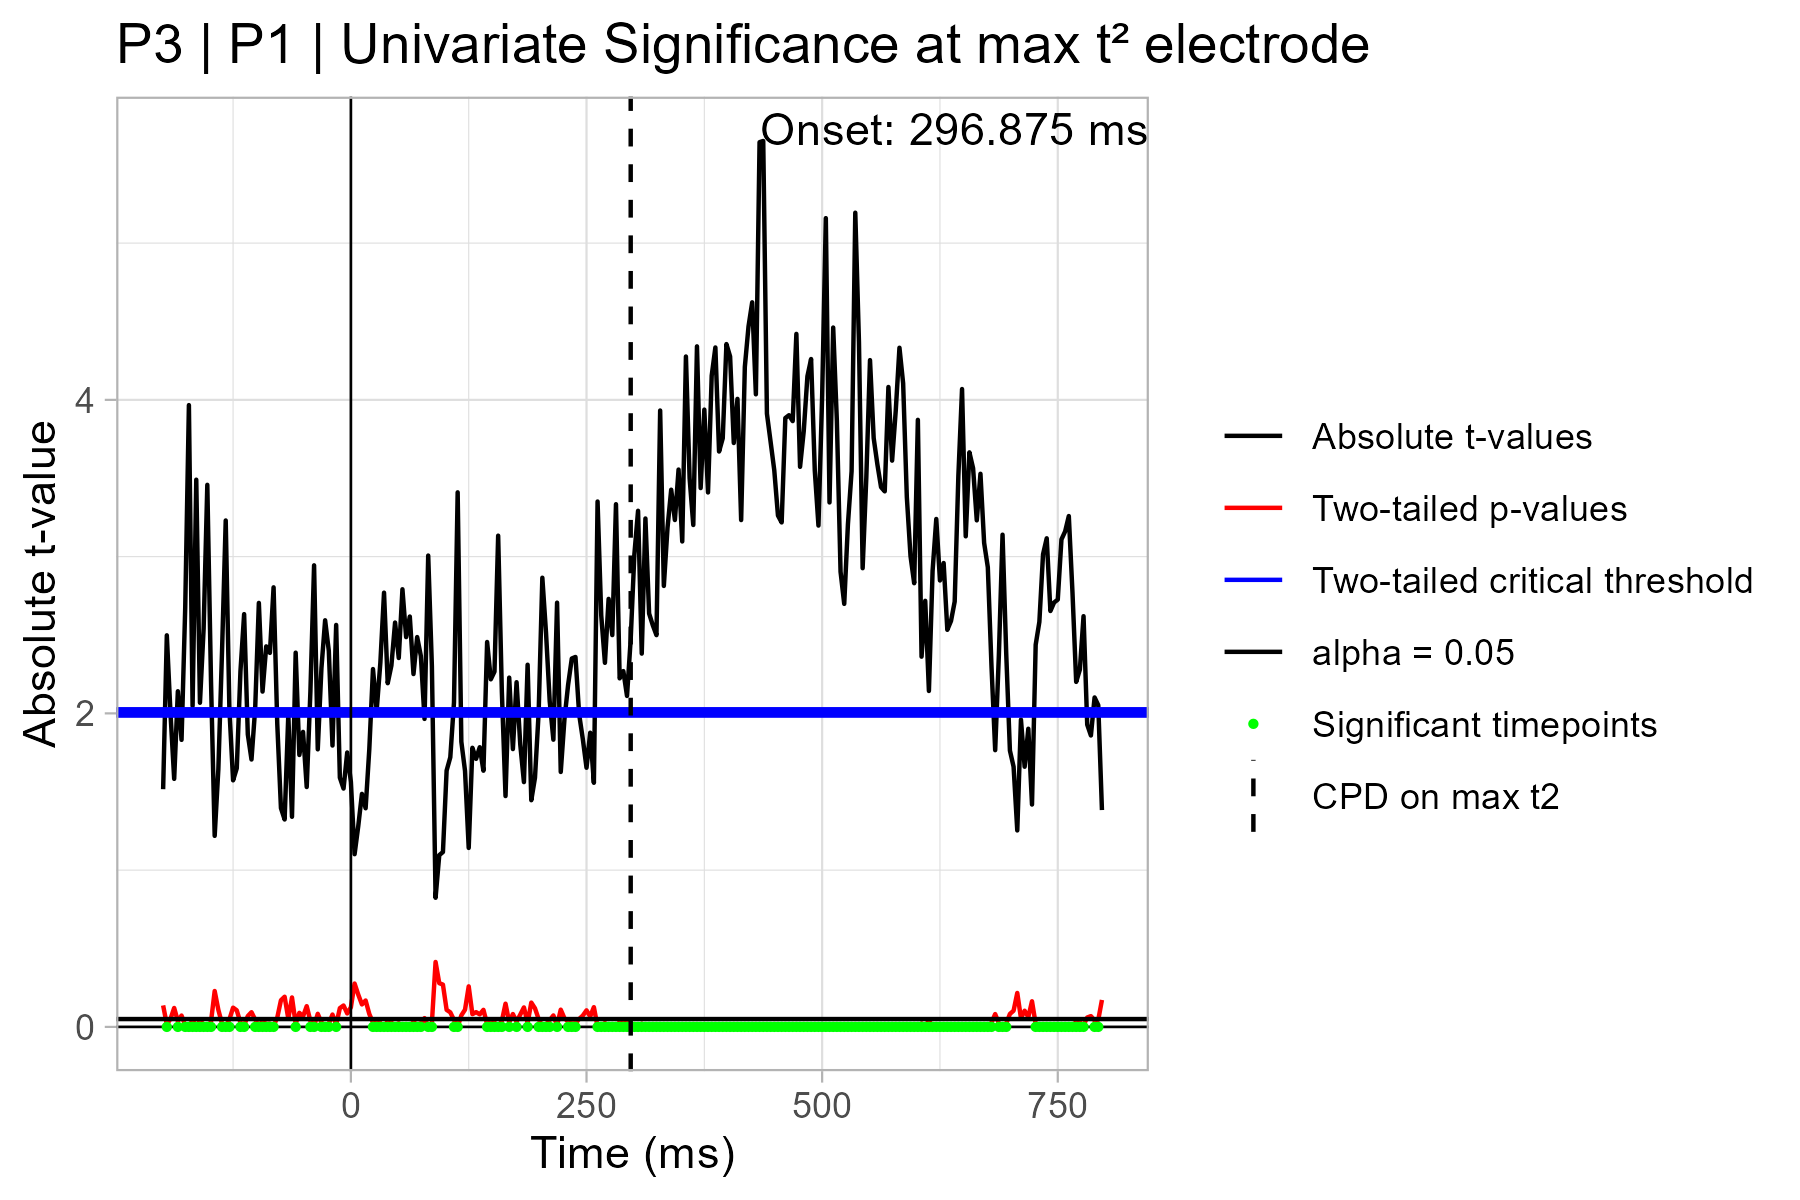 P3 | P1 | Univariate Significance at max t² electrode
Onset: 296.875 ms
Absolute t-value
4
2
0
0
250
500
750
Time (ms)
Absolute t-values
Two-tailed p-values
Two-tailed critical threshold
alpha = 0.05
Significant timepoints
CPD on max t2